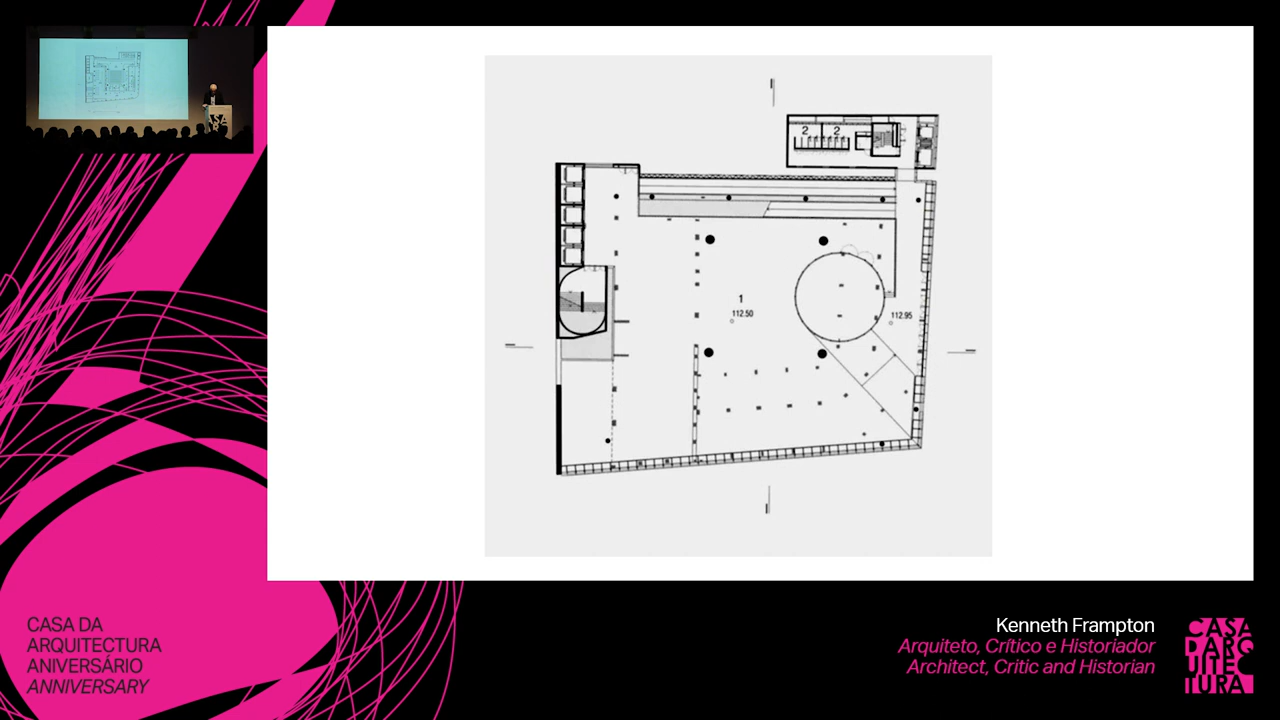 2
2
1
112.50
112.95
CASA DA
ARQUITECTURA
ANIVERSÁRIO
ANNIVERSARY
Kenneth Frampton
Arquiteto, Crítico e Historiador
Architect, Critic and Historian
CASA
D'ARQ
UITEC
TURA